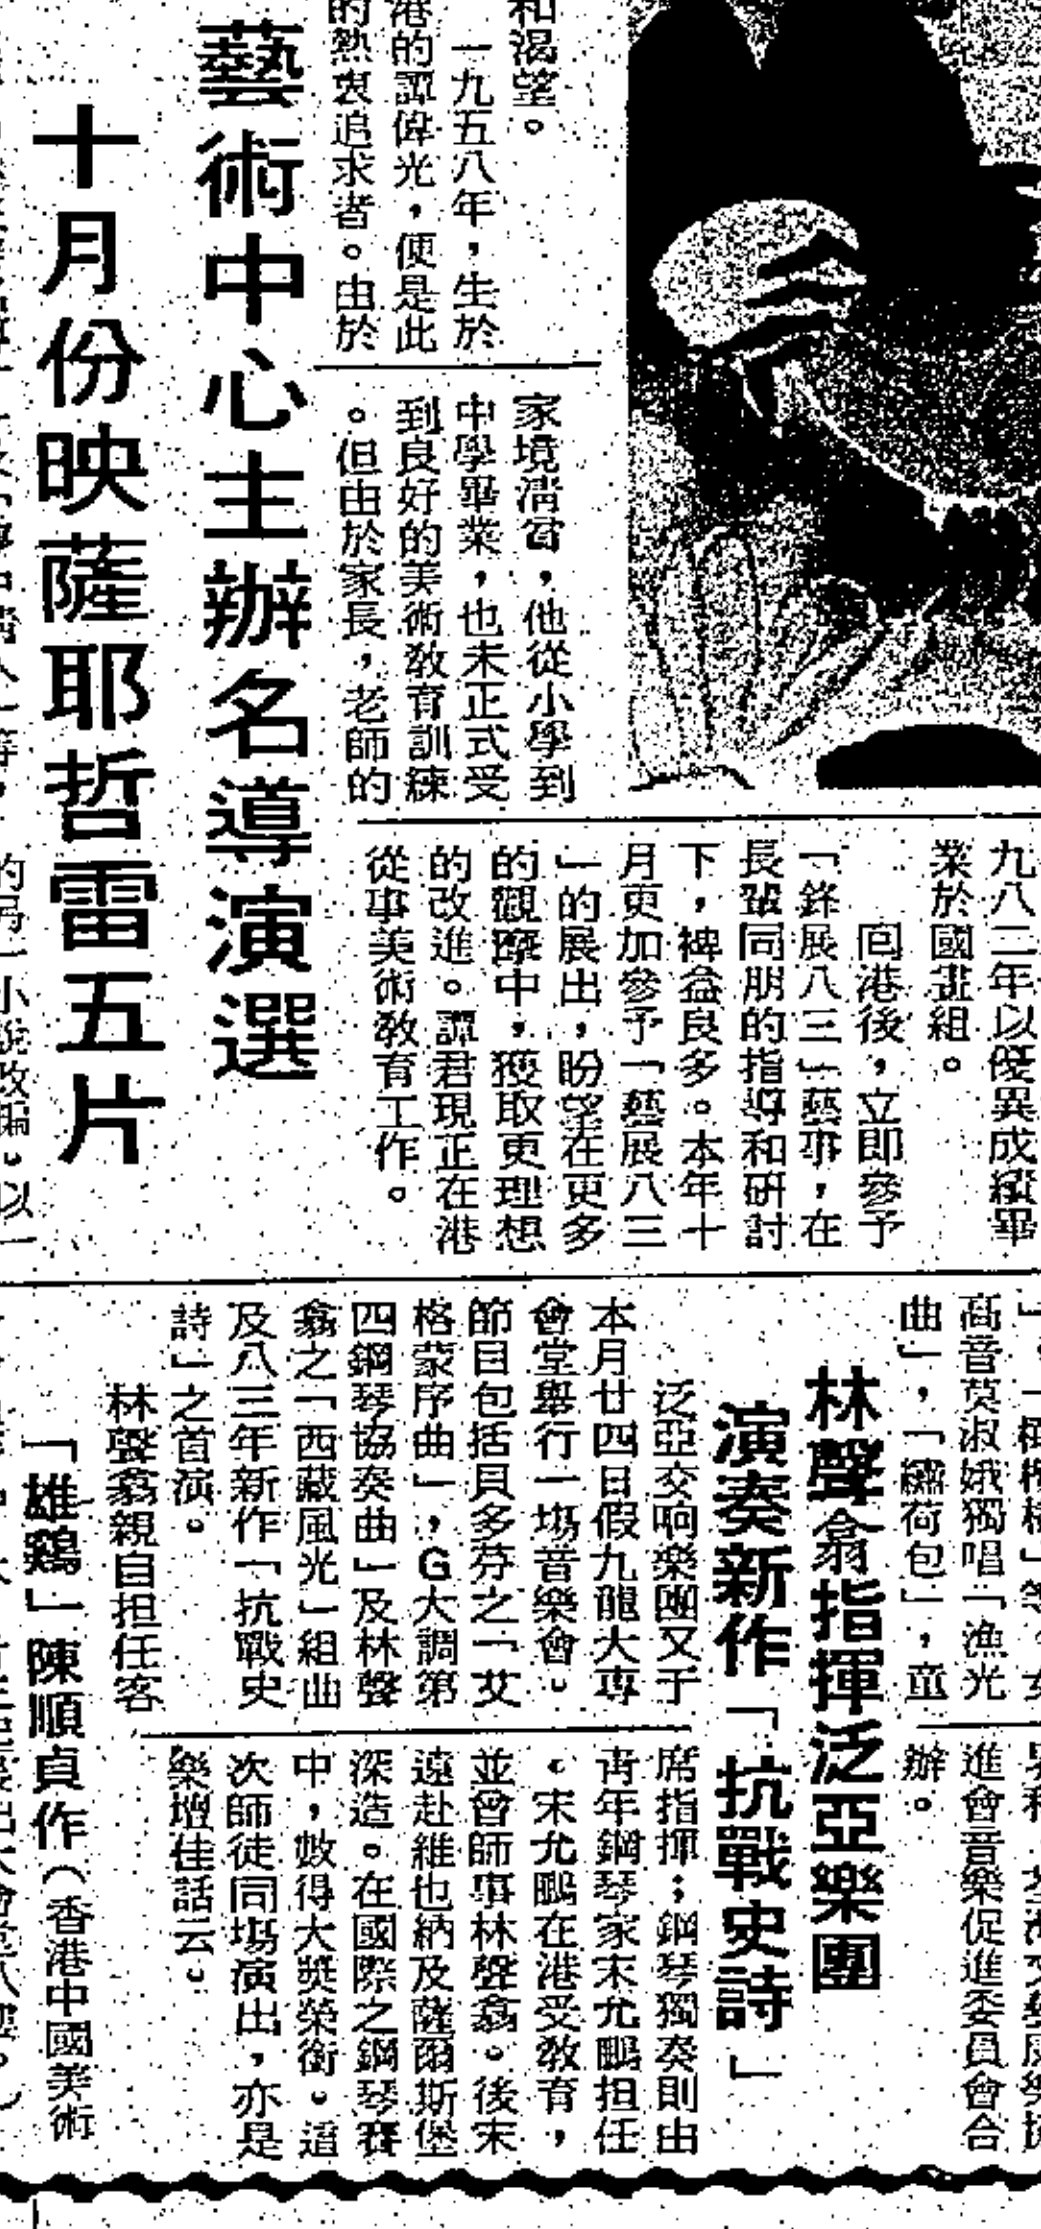 和渴望。
一九五八年，生於
港的譚偉光，便是此
的熱衷追求者。由於
家境清富，他從小學到
中學畢業，也未正式受
到良好的美術教育訓練
。但由於家長，老師的
九八二年以優異成績畢
業於國畫組。
回港後，立即參予
「鋒展八三」藝事，在
長輩同朋的指導和研討
下，裨益良多。本年十
月更加參予「藝展八三
」的展出，盼望在更多
的觀摩中，獲取更理想
的改進。譚君現正在港
從事美術教育工作。
藝術中心主辦名導演選
十月份映薩耶哲雷五片
的另一小說改編。以一
高音莫淑娥獨唱「漁光
曲」，「繡荷包」，童
進會音樂促進委員會合
辦。
林聲翕指揮泛亞樂團
演奏新作「抗戰史詩」
泛亞交响樂團又于
本月廿四日假九龍大專
會堂舉行一塲音樂會。
節目包括貝多芬之「艾
格蒙序曲」，G大調第
四鋼琴協奏曲」及林聲
翕之「西藏風光」組曲
及八三年新作「抗戰史
詩」之首演。
林聲翕親自担任客
席指揮；鋼琴獨奏則由
靑年鋼琴家宋允鵬担任
。宋允鵬在港受敎育，
並曾師事林聲翕。後宋
遠赴維也納及薩爾斯堡
深造。在國際之鋼琴賽
中，數得大獎榮銜。這
次師徒同塲演出，亦是
樂壇佳話云。
「雄鷄」陳順貞作（香港中國美術